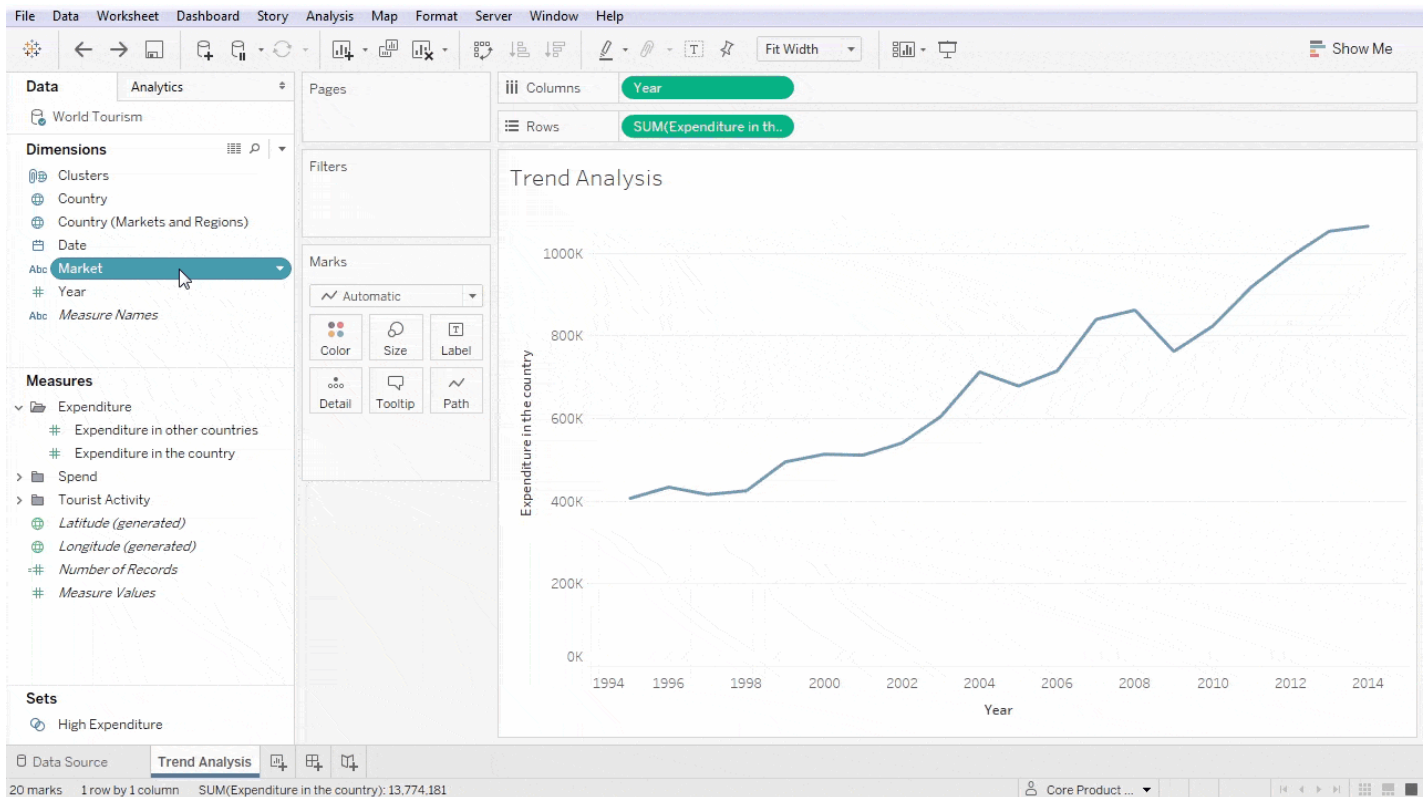 File Data Worksheet Dashboard Story Analysis Map Format Server Window Help
Fit Width
Show Me
Data Analytics
World Tourism
Dimensions
Clusters
Country
Country (Markets and Regions)
Date
Abc Market
# Year
Abc Measure Names
Measures
Expenditure
# Expenditure in other countries
# Expenditure in the country
Spend
Tourist Activity
Latitude (generated)
Longitude (generated)
=# Number of Records
# Measure Values
Sets
High Expenditure
Pages
Filters
Marks
Automatic
Color Size Label
Detail Tooltip Path
Columns Year
Rows SUM(Expenditure in th..
Trend Analysis
Expenditure in the country
1000K
800K
600K
400K
200K
0K
1994 1996 1998 2000 2002 2004 2006 2008 2010 2012 2014
Year
Data Source Trend Analysis
20 marks 1 row by 1 column SUM(Expenditure in the country): 13,774,181 Core Product ...